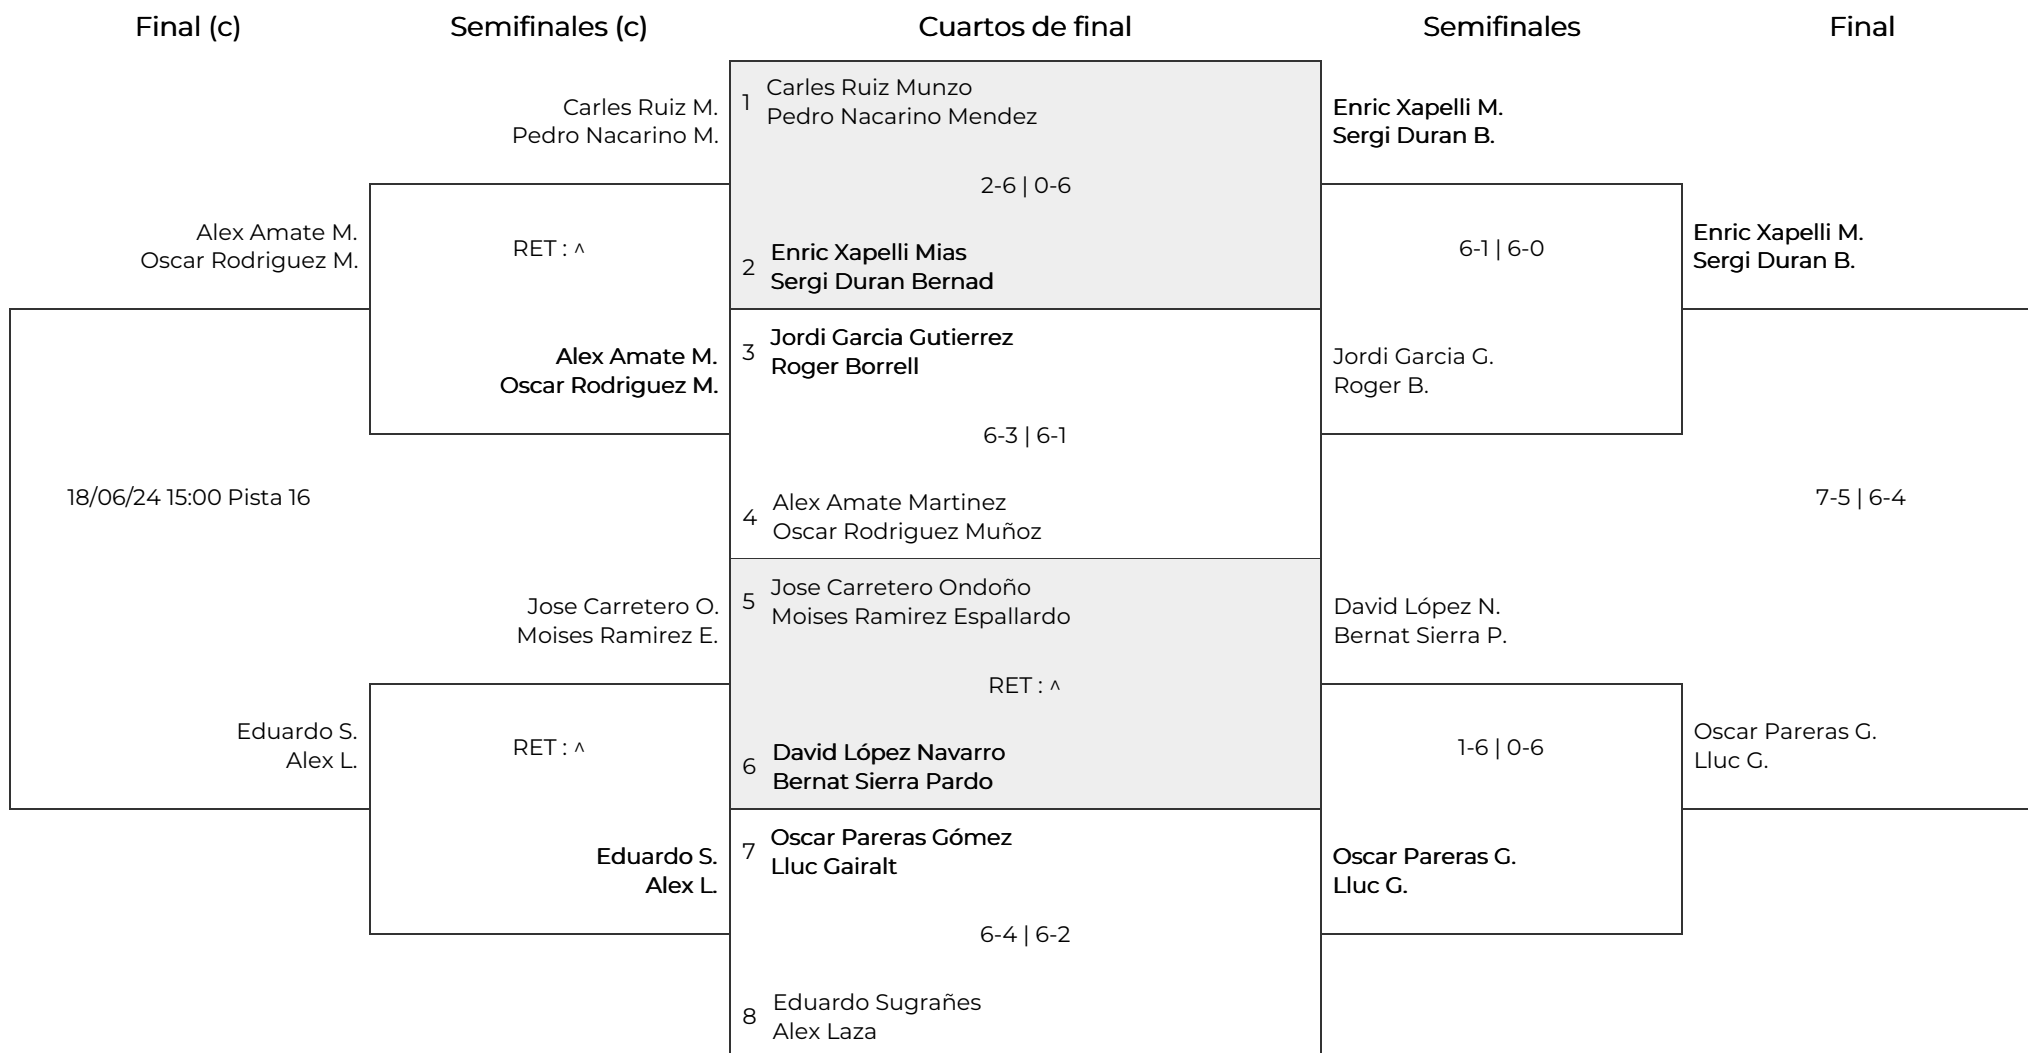 Final (c)
Semifinales (c)
Cuartos de final
Semifinales
Final
Carles Ruiz M.
Pedro Nacarino M.
1
Carles Ruiz Munzo
Pedro Nacarino Mendez
Enric Xapelli M.
Sergi Duran B.
2-6 | 0-6
Alex Amate M.
Oscar Rodriguez M.
RET : ^
2
Enric Xapelli Mias
Sergi Duran Bernad
6-1 | 6-0
Enric Xapelli M.
Sergi Duran B.
Alex Amate M.
Oscar Rodriguez M.
3
Jordi Garcia Gutierrez
Roger Borrell
Jordi Garcia G.
Roger B.
6-3 | 6-1
18/06/24 15:00 Pista 16
4
Alex Amate Martinez
Oscar Rodriguez Muñoz
7-5 | 6-4
Jose Carretero O.
Moises Ramirez E.
5
Jose Carretero Ondoño
Moises Ramirez Espallardo
David López N.
Bernat Sierra P.
RET : ^
Eduardo S.
Alex L.
RET : ^
6
David López Navarro
Bernat Sierra Pardo
1-6 | 0-6
Oscar Pareras G.
Lluc G.
Eduardo S.
Alex L.
7
Oscar Pareras Gómez
Lluc Gairalt
Oscar Pareras G.
Lluc G.
6-4 | 6-2
8
Eduardo Sugrañes
Alex Laza